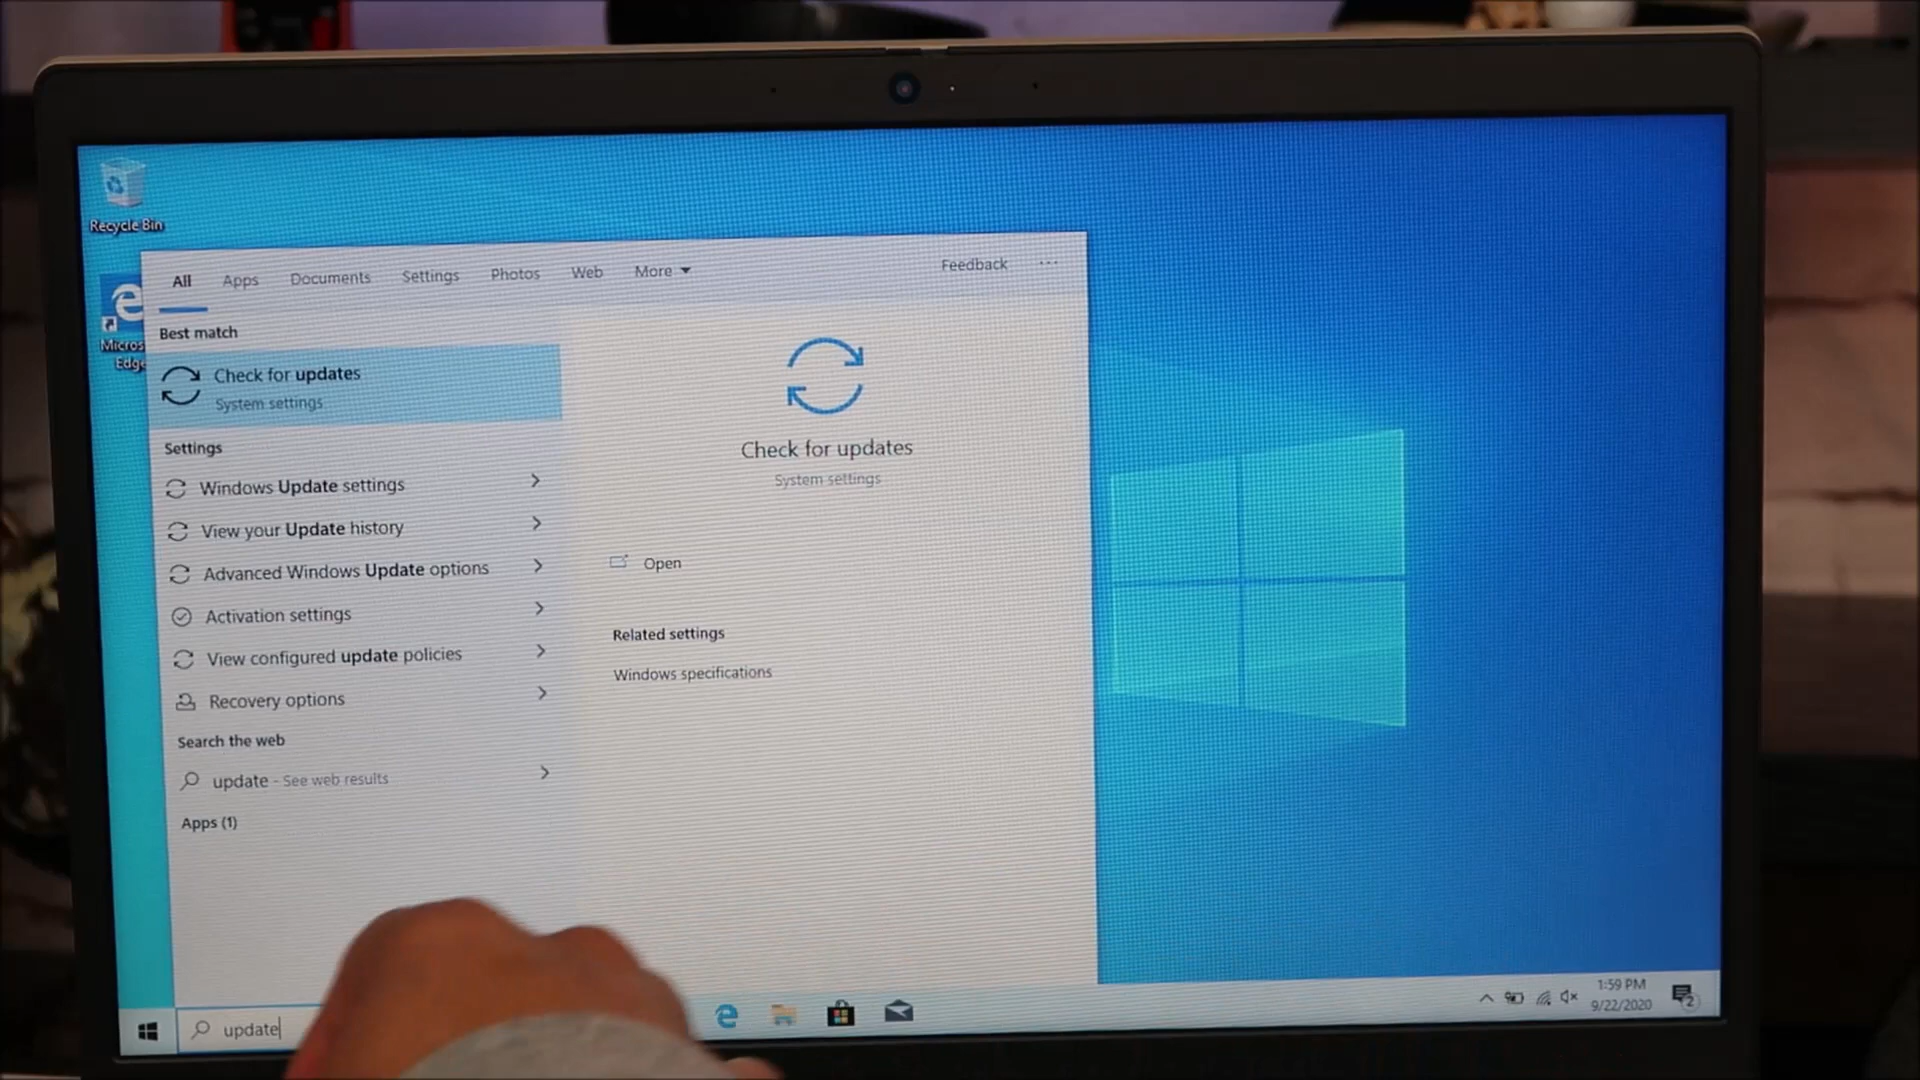 Recycle Bin
Micros
Edge
All Apps Documents Settings Photos Web More Feedback ...
Best match
Check for updates
System settings
Settings
Windows Update settings
View your Update history
Advanced Windows Update options
Activation settings
View configured update policies
Recovery options
Search the web
update - See web results
Apps (1)
Check for updates
System settings
Open
Related settings
Windows specifications
update
1:59 PM
9/22/2020
2